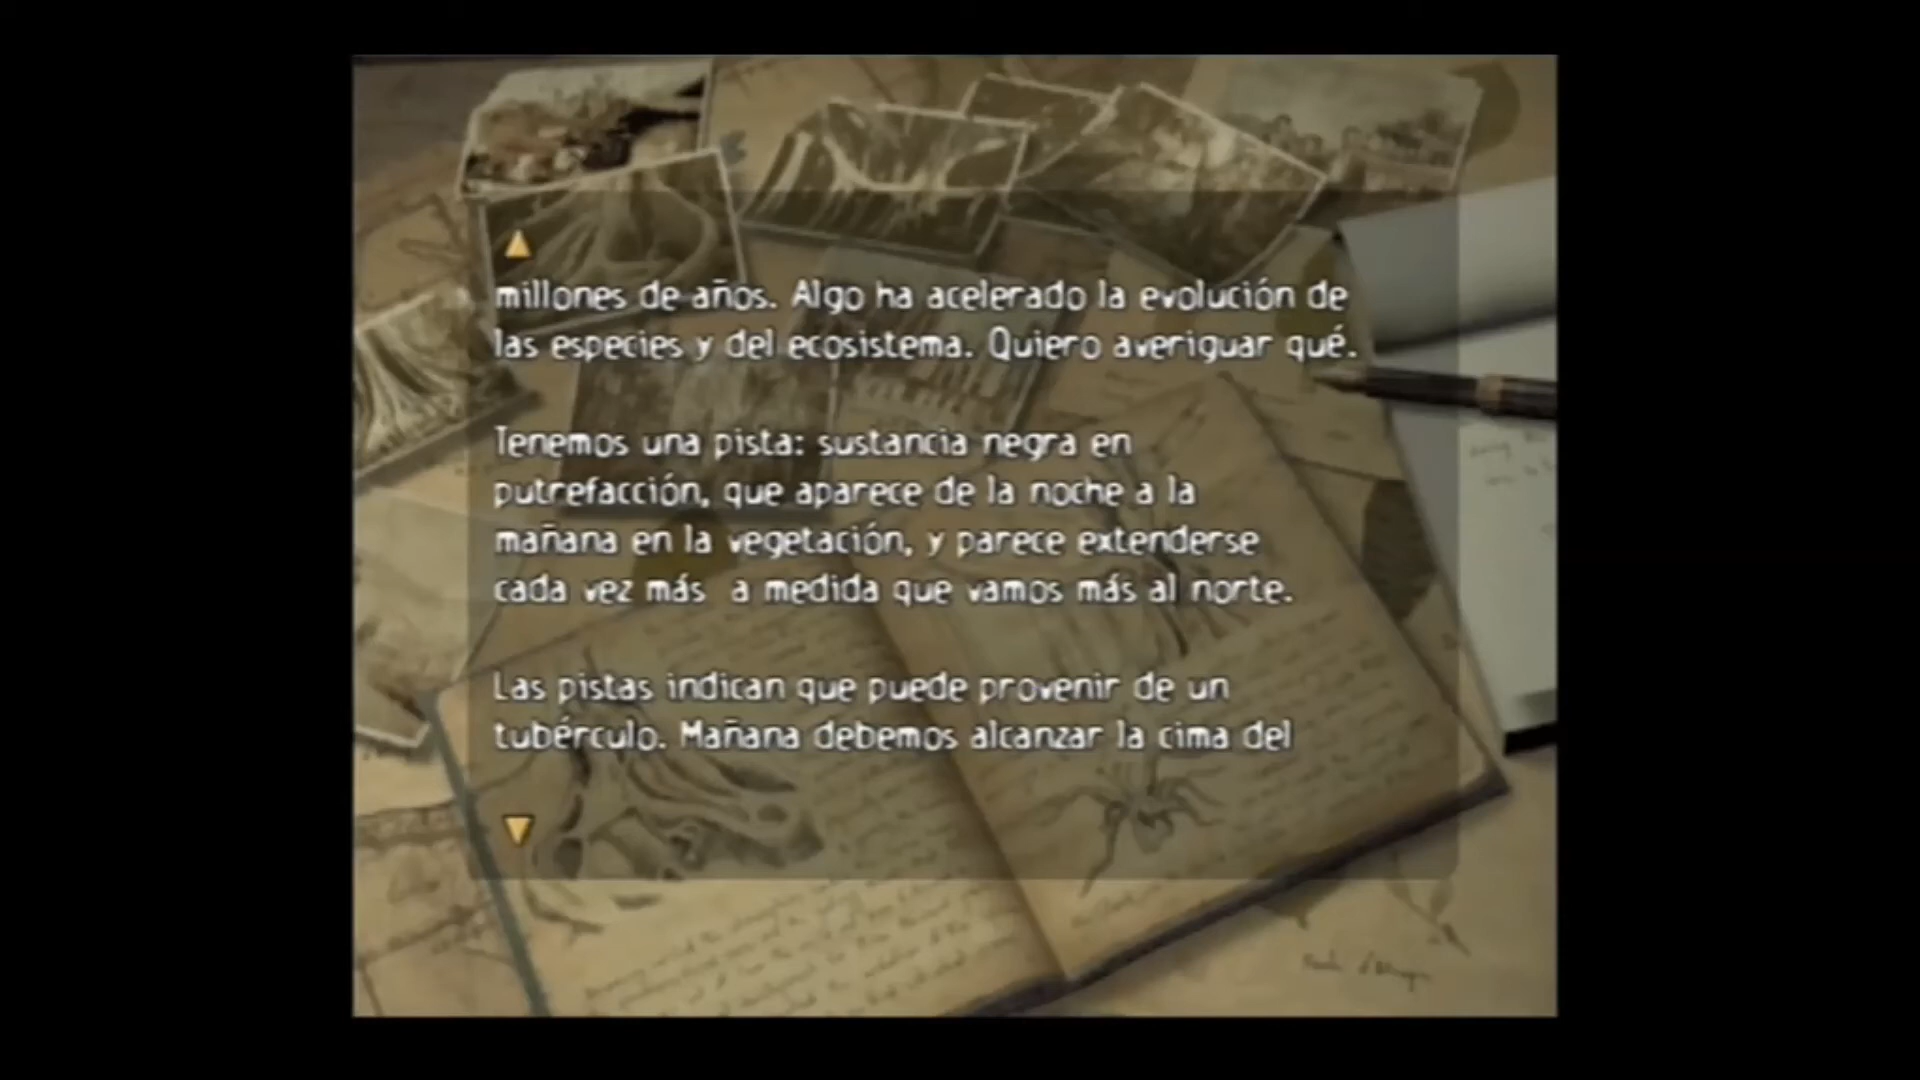 millones de años. Algo ha acelerado la evolución de
las especies y del ecosistema. Quiero averiguar qué.
Tenemos una pista: sustancia negra en
putrefacción, que aparece de la noche a la
mañana en la vegetación, y parece extenderse
cada vez más  a medida que vamos más al norte.
Las pistas indican que puede provenir de un
tubérculo. Mañana debemos alcanzar la cima del